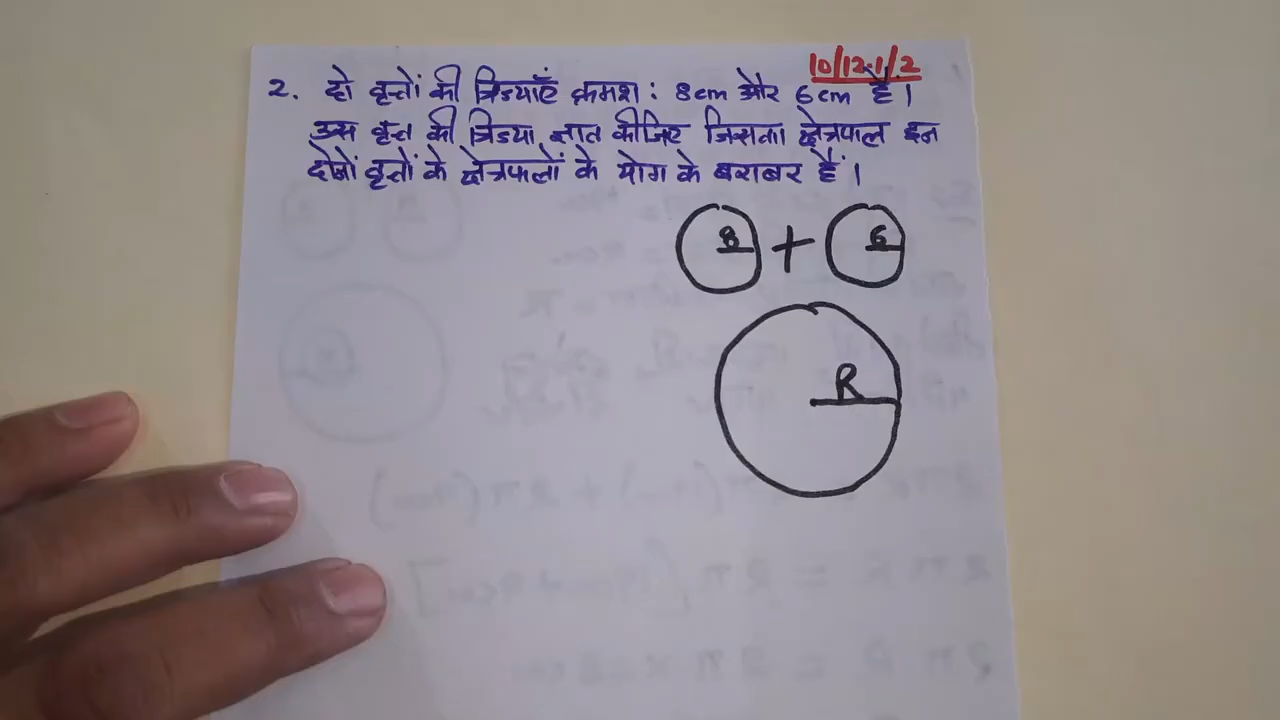 10/12.1/2
2. दो वृत्तों की त्रिज्याएँ क्रमश: 8cm और 6cm हैं।
उस वृत्त की त्रिज्या ज्ञात कीजिए जिसका क्षेत्रफल इन
दोनों वृत्तों के क्षेत्रफलों के योग के बराबर हैं।
8 + 6
R